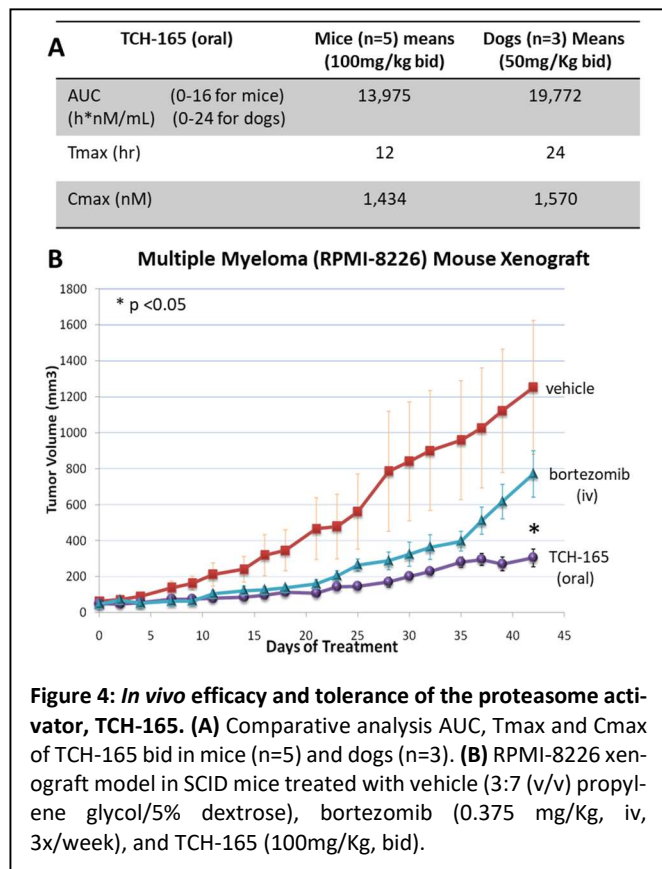 A
TCH-165 (oral) Mice (n=5) means Dogs (n=3) Means
(100mg/kg bid) (50mg/Kg bid)
AUC (0-16 for mice) 13,975 19,772
(h*nM/mL) (0-24 for dogs)
Tmax (hr) 12 24
Cmax (nM) 1,434 1,570
B Multiple Myeloma (RPMI-8226) Mouse Xenograft
* p <0.05
Tumor Volume (mm3)
1800
1600
1400
1200
1000
800
600
400
200
0
vehicle
bortezomib
(iv)
*
TCH-165
(oral)
0 5 10 15 20 25 30 35 40 45
Days of Treatment
Figure 4: In vivo efficacy and tolerance of the proteasome acti-
vator, TCH-165. (A) Comparative analysis AUC, Tmax and Cmax
of TCH-165 bid in mice (n=5) and dogs (n=3). (B) RPMI-8226 xen-
ograft model in SCID mice treated with vehicle (3:7 (v/v) propyl-
ene glycol/5% dextrose), bortezomib (0.375 mg/Kg, iv,
3x/week), and TCH-165 (100mg/Kg, bid).